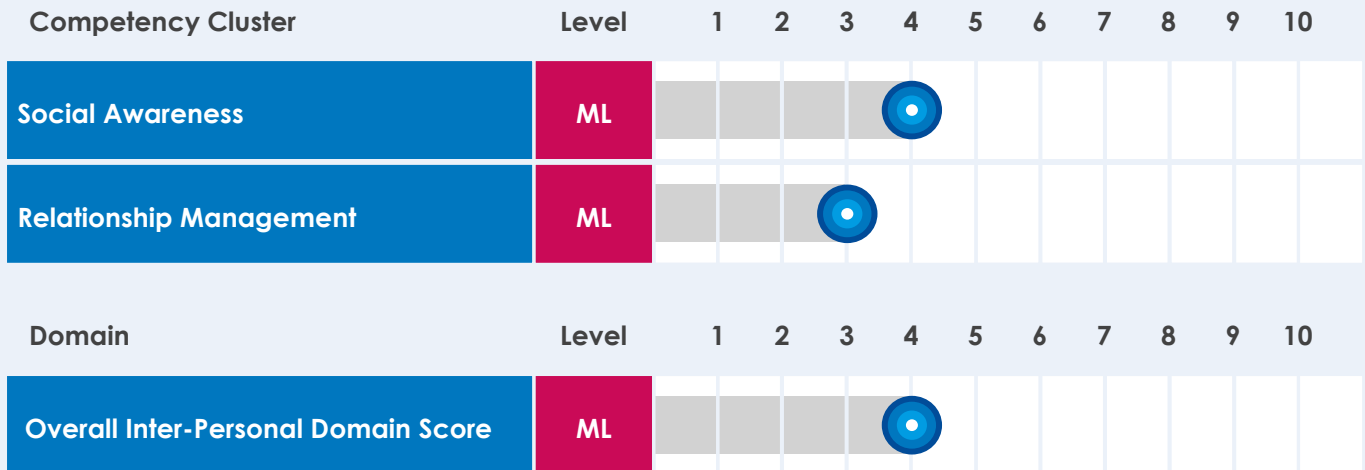 Competency Cluster Level 1 2 3 4 5 6 7 8 9 10
Social Awareness ML
Relationship Management ML
Domain Level 1 2 3 4 5 6 7 8 9 10
Overall Inter-Personal Domain Score ML